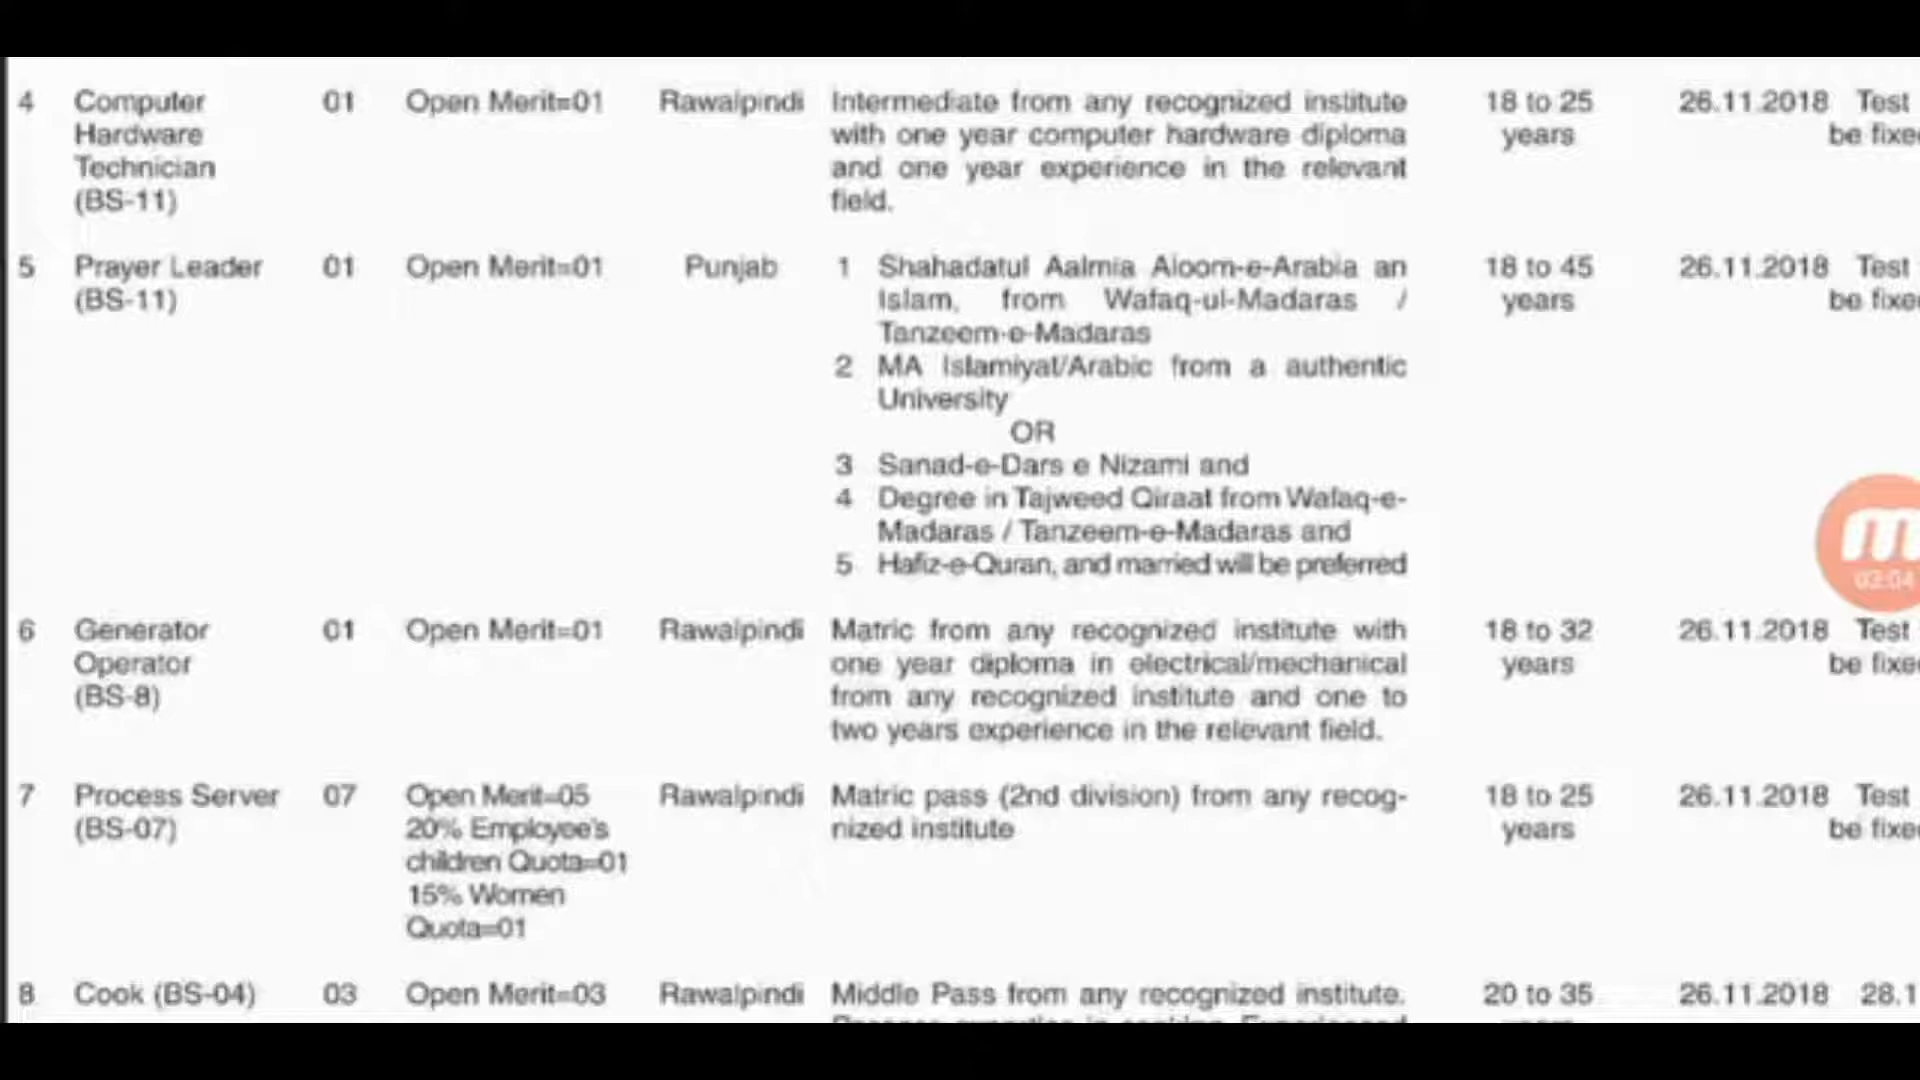 4 Computer 01 Open Merit=01 Rawalpindi Intermediate from any recognized institute 18 to 25 26.11.2018 Test
Hardware with one year computer hardware diploma years be fixe
Technician and one year experience in the relevant
(BS-11) field.
5 Prayer Leader 01 Open Merit=01 Punjab 1 Shahadatul Aalmia Aloom-e-Arabia an 18 to 45 26.11.2018 Test
(BS-11) Islam, from Wafaq-ul-Madaras / years be fixe
Tanzeem-e-Madaras
2 MA Islamiyat/Arabic from a authentic
University
OR
3 Sanad-e-Dars e Nizami and
4 Degree in Tajweed Qiraat from Wafaq-e-
Madaras / Tanzeem-e-Madaras and
5 Hafiz-e-Quran, and married will be preferred
03:04
6 Generator 01 Open Merit=01 Rawalpindi Matric from any recognized institute with 18 to 32 26.11.2018 Test
Operator one year diploma in electrical/mechanical years be fixe
(BS-8) from any recognized institute and one to
two years experience in the relevant field.
7 Process Server 07 Open Merit=05 Rawalpindi Matric pass (2nd division) from any recog- 18 to 25 26.11.2018 Test
(BS-07) 20% Employee's nized institute years be fixe
children Quota=01
15% Women
Quota=01
8 Cook (BS-04) 03 Open Merit=03 Rawalpindi Middle Pass from any recognized institute. 20 to 35 26.11.2018 28.1